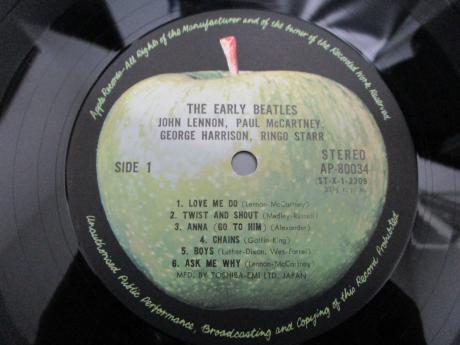 Apple Records · All Rights of the Manufacturer and of the Owner of the Recorded Work Reserved
THE EARLY BEATLES
JOHN LENNON, PAUL McCARTNEY,
GEORGE HARRISON, RINGO STARR
SIDE 1
STEREO
AP-80034
(ST-X-1-2309
1. LOVE ME DO (Lennon-McCartney)
2. TWIST AND SHOUT (Medley-Russell)
3. ANNA (GO TO HIM) (Alexander)
4. CHAINS (Goffin-King)
5. BOYS (Luther-Dixon, Wes-Farrel)
6. ASK ME WHY (Lennon-McCartney)
MFD. BY TOSHIBA-EMI LTD. JAPAN
Unauthorised Public Performance, Broadcasting and Copying of this Record Prohibited